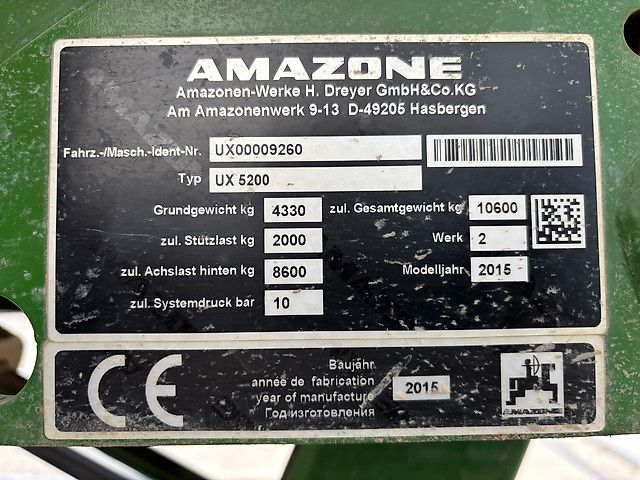 AMAZONE
Amazonen-Werke H. Dreyer GmbH&Co.KG
Am Amazonenwerk 9-13 D-49205 Hasbergen
Fahrz.-/Masch.-Ident-Nr. UX00009260
Typ UX 5200
Grundgewicht kg 4330 zul. Gesamtgewicht kg 10600
zul. Stützlast kg 2000 Werk 2
zul. Achslast hinten kg 8600 Modelljahr 2015
zul. Systemdruck bar 10
CE
Baujahr
année de fabrication
year of manufacture
Год изготовления
2015
AMAZONE